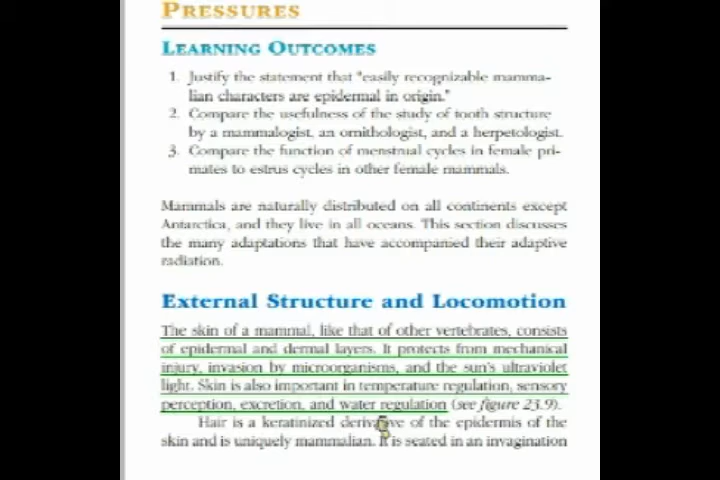 PRESSURES
LEARNING OUTCOMES
1. Justify the statement that "easily recognizable mamma-
lian characters are epidermal in origin."
2. Compare the usefulness of the study of tooth structure
by a mammalogist, an ornithologist, and a herpetologist.
3. Compare the function of menstrual cycles in female pri-
mates to estrus cycles in other female mammals.
Mammals are naturally distributed on all continents except
Antarctica, and they live in all oceans. This section discusses
the many adaptations that have accompanied their adaptive
radiation.
External Structure and Locomotion
The skin of a mammal, like that of other vertebrates, consists
of epidermal and dermal layers. It protects from mechanical
injury, invasion by microorganisms, and the sun's ultraviolet
light. Skin is also important in temperature regulation, sensory
perception, excretion, and water regulation (see figure 23.9).
Hair is a keratinized derivative of the epidermis of the
skin and is uniquely mammalian. It is seated in an invagination